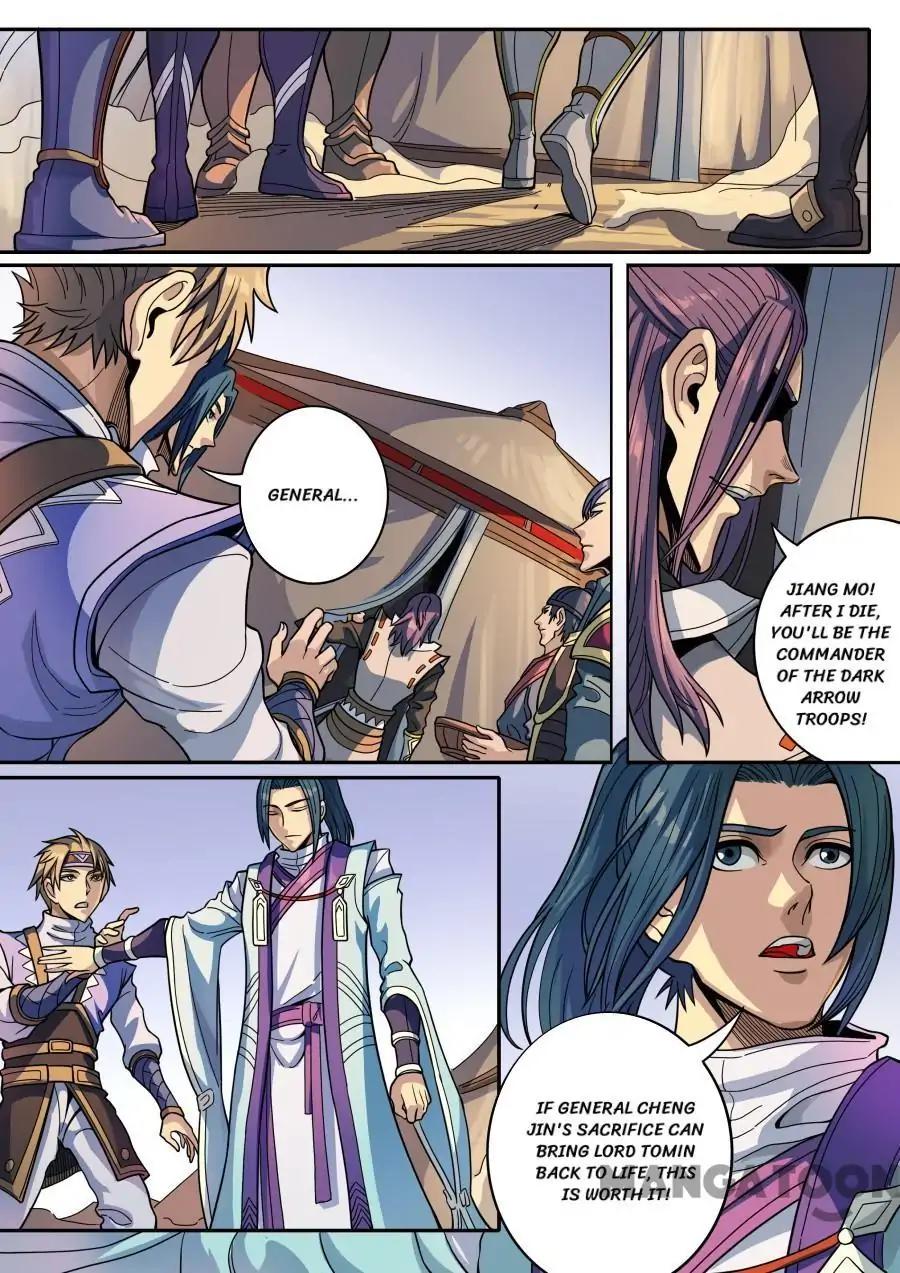 GENERAL...
JIANG MO!
AFTER I DIE,
YOU'LL BE THE
COMMANDER
OF THE DARK
ARROW
TROOPS!
IF GENERAL CHENG
JIN'S SACRIFICE CAN
BRING LORD TOMIN
BACK TO LIFE, THIS
IS WORTH IT!
MANGATOON